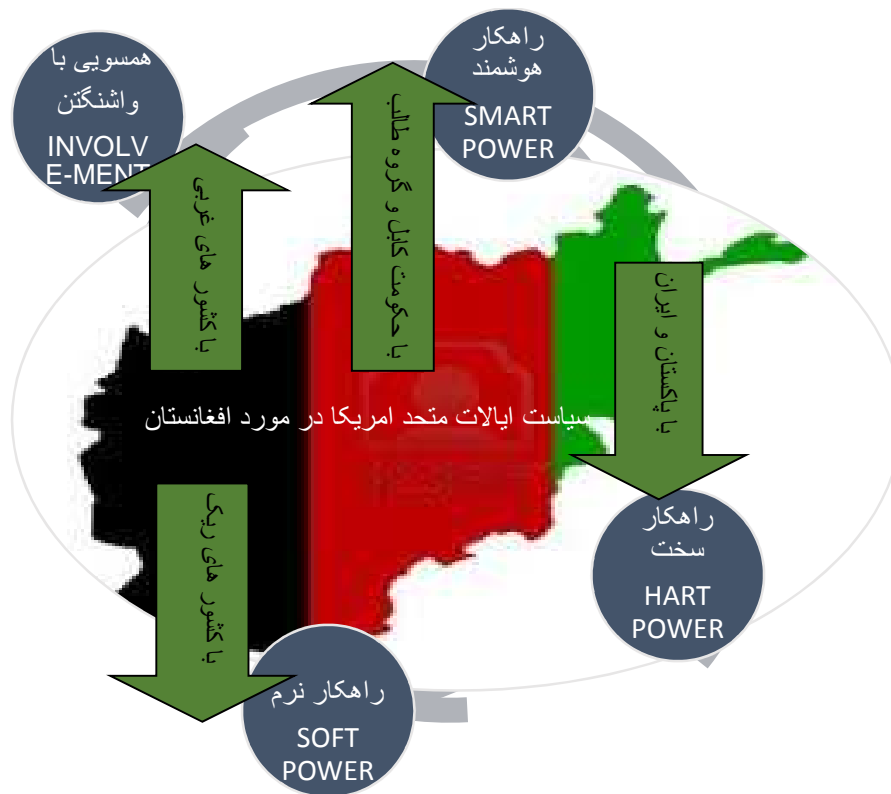 همسویی با
واشنگتن
INVOLV
E-MENT
راهکار
هوشمند
SMART
POWER
با کشور های غربی
با حکومت کابل و گروه طالب
با پاکستان و ایران
سیاست ایالات متحد امریکا در مورد افغانستان
با کشور های ریک
راهکار
سخت
HART
POWER
راهکار نرم
SOFT
POWER